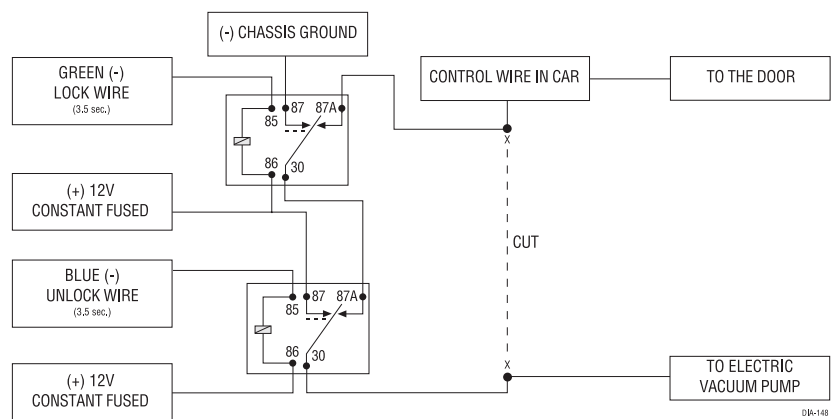 (-) CHASSIS GROUND
GREEN (-)
LOCK WIRE
(3.5 sec.)
CONTROL WIRE IN CAR
TO THE DOOR
85
87
87A
86
30
X
(+) 12V
CONSTANT FUSED
CUT
BLUE (-)
UNLOCK WIRE
(3.5 sec.)
85
87
87A
86
30
X
(+) 12V
CONSTANT FUSED
TO ELECTRIC
VACUUM PUMP
DIA-148